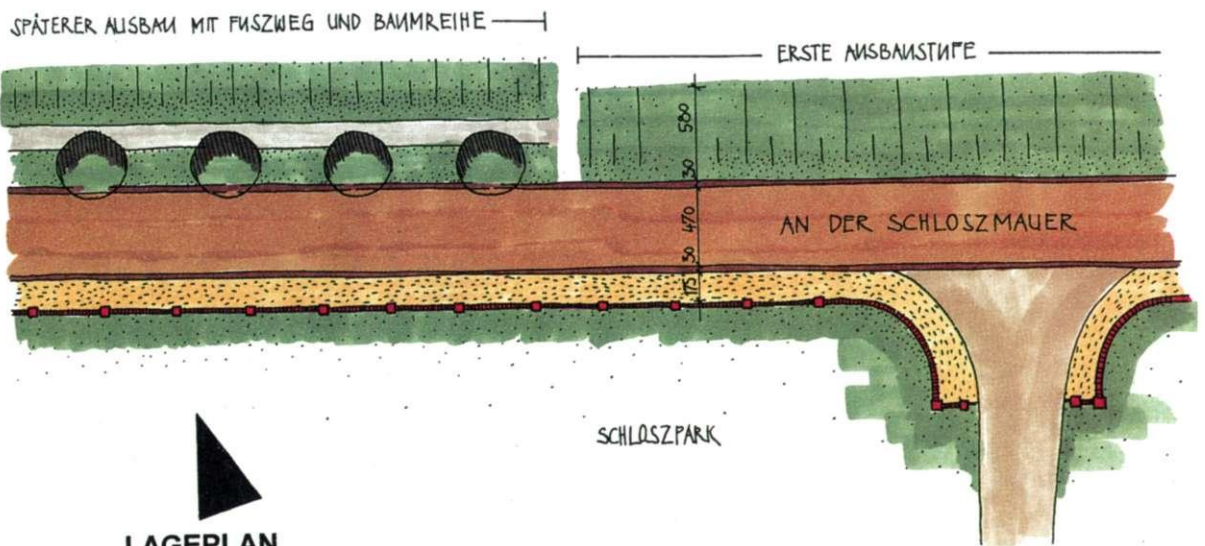 SPÄTERER AUSBAU MIT FUSZWEG UND BAUMREIHE
ERSTE AUSBAUSTUFE
580
30
470
30
175
AN DER SCHLOSZMAUER
SCHLOSZPARK
LAGEPLAN